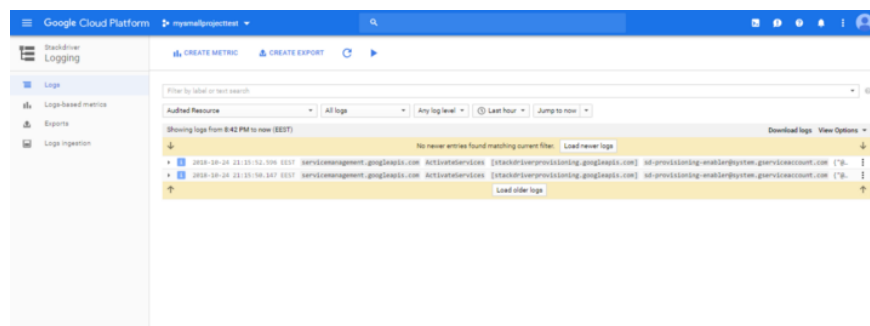 Google Cloud Platform mysmallprojecttest
Stackdriver
Logging
CREATE METRIC CREATE EXPORT
Logs
Logs-based metrics
Exports
Logs ingestion
Filter by label or text search
Audited Resource All logs Any log level Last hour Jump to now
Showing logs from 8:42 PM to now (EEST) Download logs View Options
No newer entries found matching current filter. Load newer logs
2018-10-24 21:15:52.596 EEST servicemanagement.googleapis.com ActivateServices [stackdriverprovisioning.googleapis.com] sd-provisioning-enabler@system.gserviceaccount.com {"@…
2018-10-24 21:15:58.147 EEST servicemanagement.googleapis.com ActivateServices [stackdriverprovisioning.googleapis.com] sd-provisioning-enabler@system.gserviceaccount.com {"@…
Load older logs